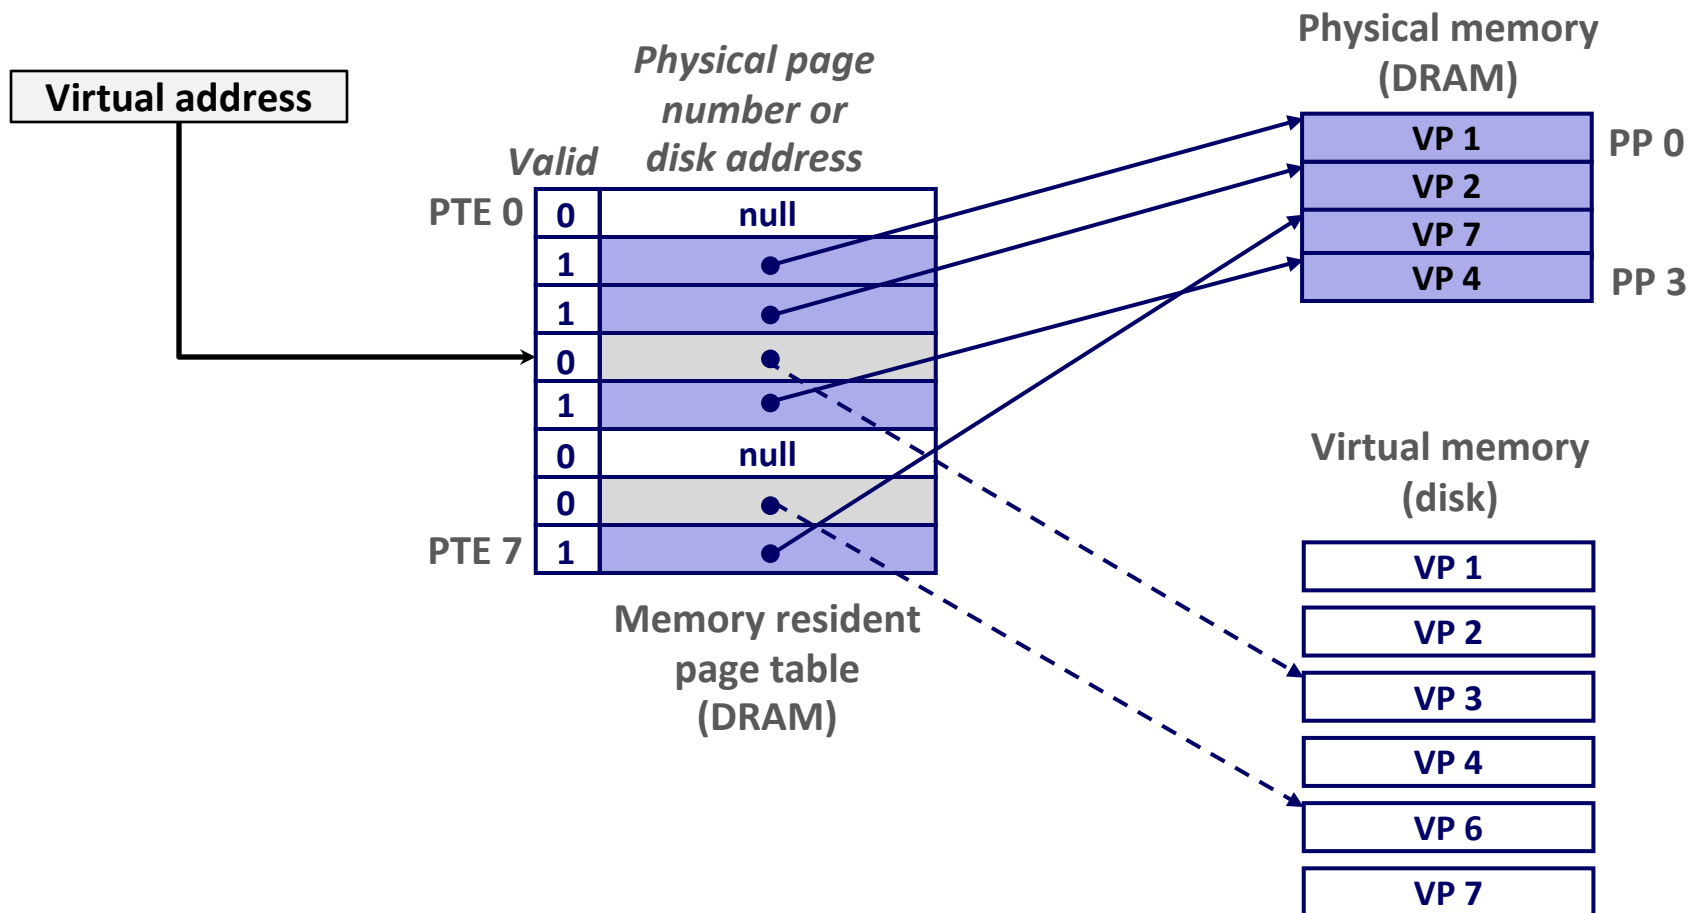 Virtual address
Physical page
number or
disk address
Valid
PTE 0
0
null
1
1
0
1
0
null
0
PTE 7
1
Memory resident
page table
(DRAM)
Physical memory
(DRAM)
VP 1
PP 0
VP 2
VP 7
VP 4
PP 3
Virtual memory
(disk)
VP 1
VP 2
VP 3
VP 4
VP 6
VP 7